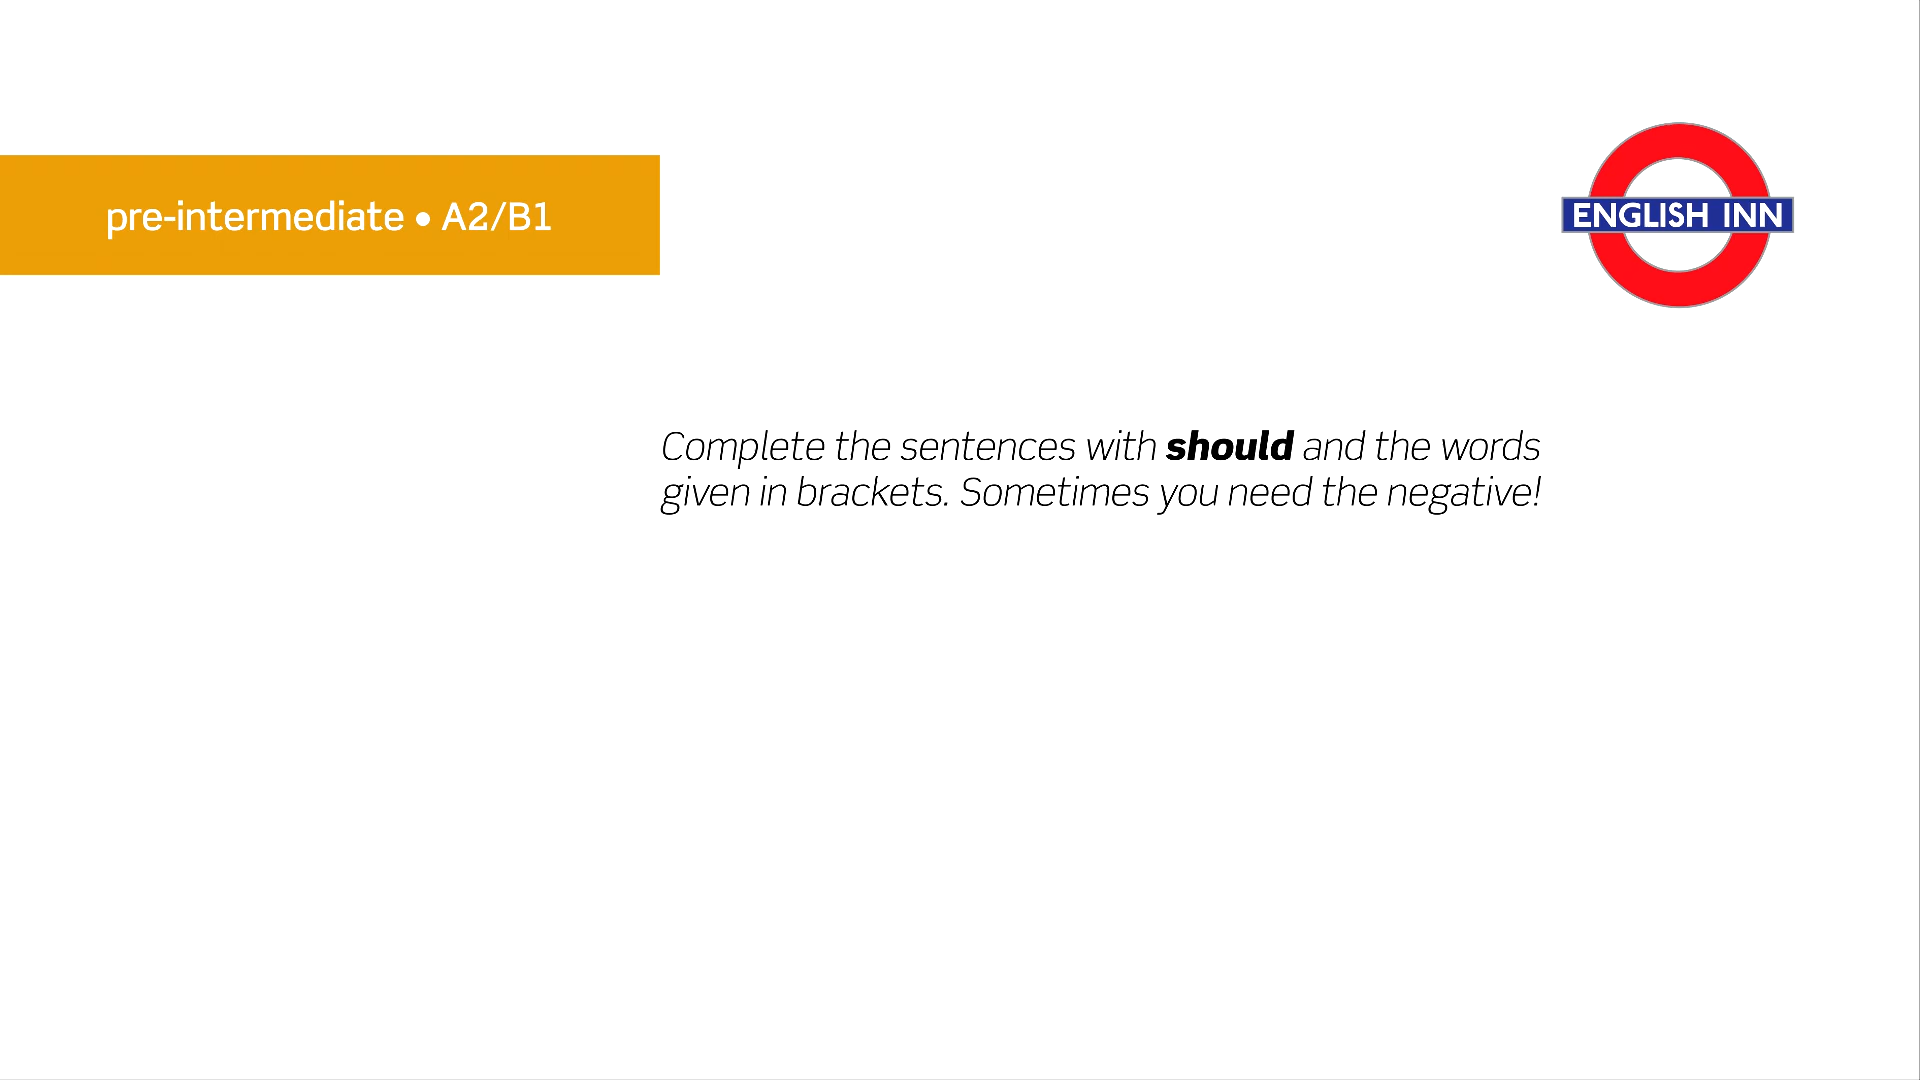 pre-intermediate • A2/B1
ENGLISH INN
Complete the sentences with should and the words
given in brackets. Sometimes you need the negative!